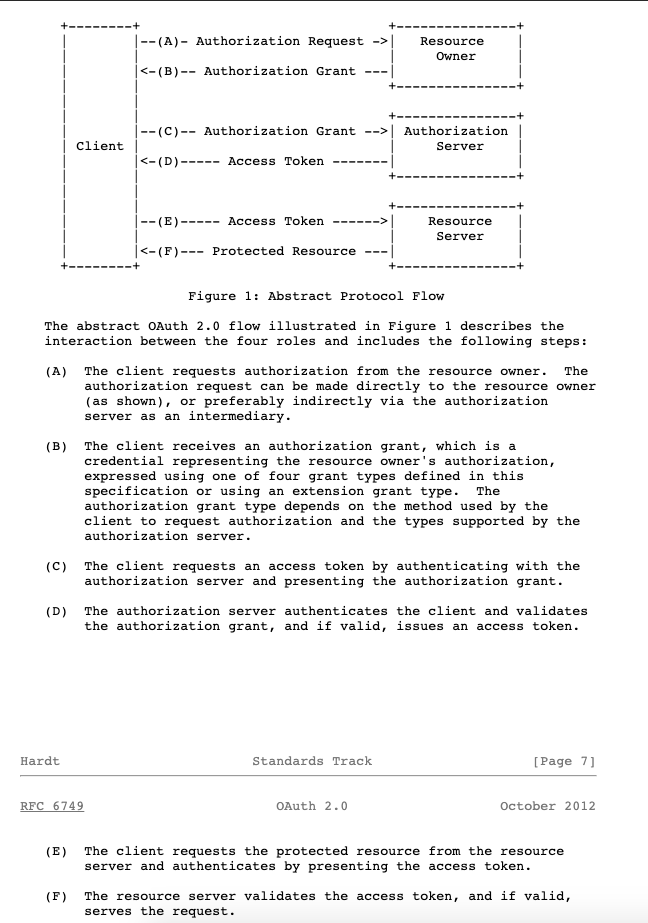 +--------+                               +---------------+
|        |--(A)- Authorization Request ->|   Resource    |
|        |                               |     Owner     |
|        |<-(B)-- Authorization Grant ---|               |
|        |                               +---------------+
|        |
|        |                               +---------------+
|        |--(C)-- Authorization Grant -->| Authorization |
| Client |                               |     Server    |
|        |<-(D)----- Access Token -------|               |
|        |                               +---------------+
|        |
|        |                               +---------------+
|        |--(E)----- Access Token ------>|    Resource   |
|        |                               |     Server    |
|        |<-(F)--- Protected Resource ---|               |
+--------+                               +---------------+
Figure 1: Abstract Protocol Flow
The abstract OAuth 2.0 flow illustrated in Figure 1 describes the
interaction between the four roles and includes the following steps:
(A)  The client requests authorization from the resource owner.  The
authorization request can be made directly to the resource owner
(as shown), or preferably indirectly via the authorization
server as an intermediary.
(B)  The client receives an authorization grant, which is a
credential representing the resource owner's authorization,
expressed using one of four grant types defined in this
specification or using an extension grant type.  The
authorization grant type depends on the method used by the
client to request authorization and the types supported by the
authorization server.
(C)  The client requests an access token by authenticating with the
authorization server and presenting the authorization grant.
(D)  The authorization server authenticates the client and validates
the authorization grant, and if valid, issues an access token.
Hardt                        Standards Track                    [Page 7]
RFC 6749                        OAuth 2.0                   October 2012
(E)  The client requests the protected resource from the resource
server and authenticates by presenting the access token.
(F)  The resource server validates the access token, and if valid,
serves the request.